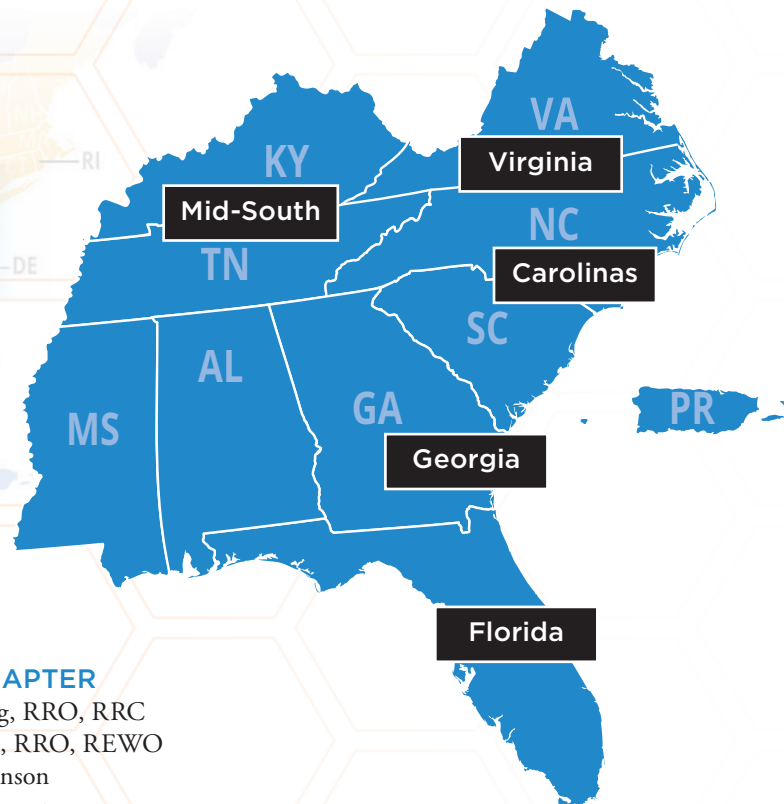 VA
KY
Virginia
RI
Mid-South
NC
TN
DE
Carolinas
SC
AL
GA
PR
MS
Georgia
Florida
APTER
g, RRO, RRC
, RRO, REWO
nson